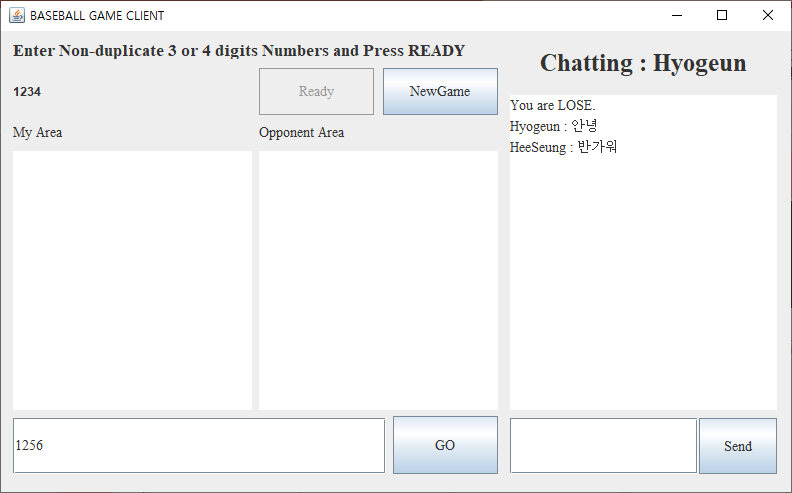 BASEBALL GAME CLIENT
Enter Non-duplicate 3 or 4 digits Numbers and Press READY
1234
Ready
NewGame
My Area
Opponent Area
1256
GO
Chatting : Hyogeun
You are LOSE.
Hyogeun : 안녕
HeeSeung : 반가워
Send